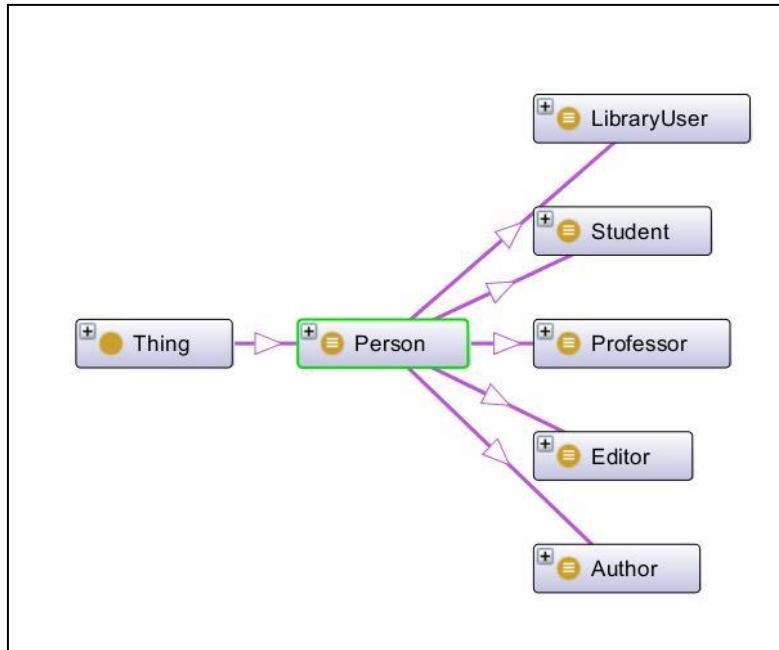 LibraryUser
Student
Thing
Person
Professor
Editor
Author